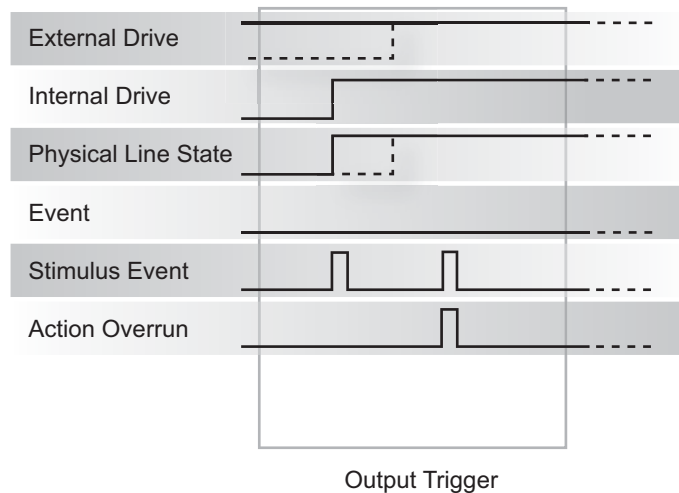 External Drive
Internal Drive
Physical Line State
Event
Stimulus Event
Action Overrun
Output Trigger